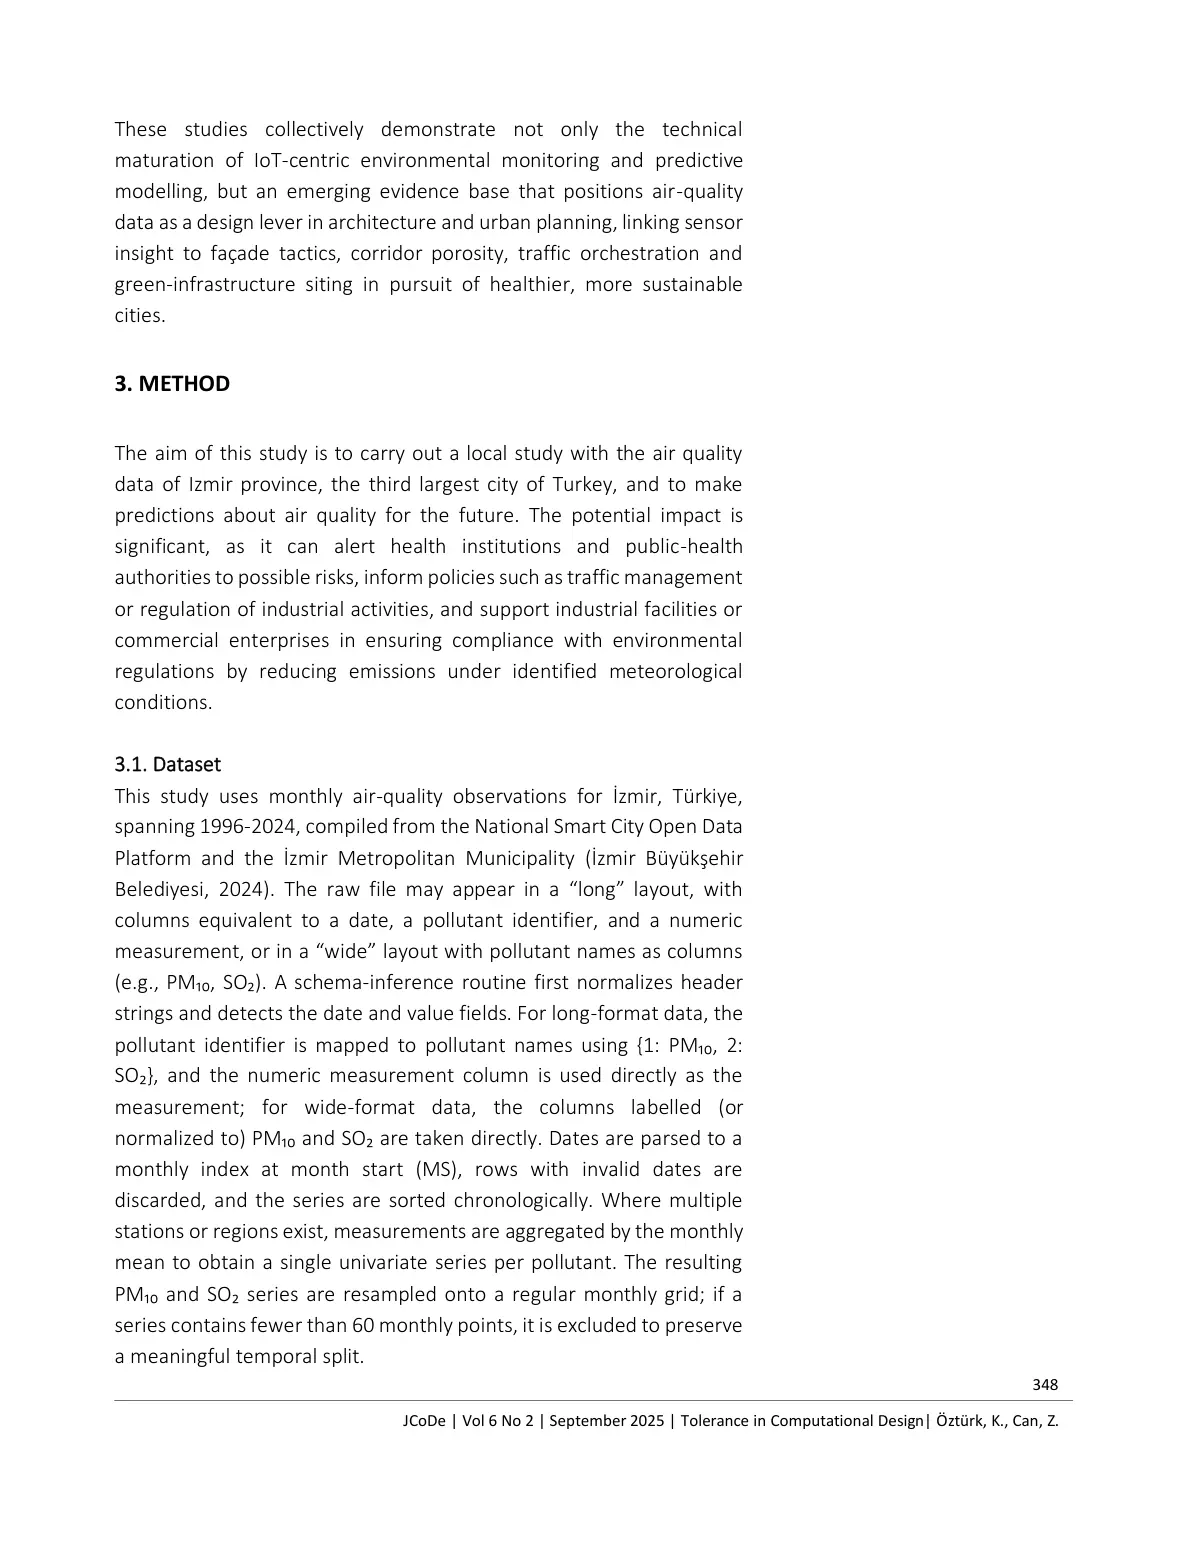 These studies collectively demonstrate not only the technical
maturation of IoT-centric environmental monitoring and predictive
modelling, but an emerging evidence base that positions air-quality
data as a design lever in architecture and urban planning, linking sensor
insight to façade tactics, corridor porosity, traffic orchestration and
green-infrastructure siting in pursuit of healthier, more sustainable
cities.
3. METHOD
The aim of this study is to carry out a local study with the air quality
data of Izmir province, the third largest city of Turkey, and to make
predictions about air quality for the future. The potential impact is
significant, as it can alert health institutions and public-health
authorities to possible risks, inform policies such as traffic management
or regulation of industrial activities, and support industrial facilities or
commercial enterprises in ensuring compliance with environmental
regulations by reducing emissions under identified meteorological
conditions.
3.1. Dataset
This study uses monthly air-quality observations for İzmir, Türkiye,
spanning 1996-2024, compiled from the National Smart City Open Data
Platform and the İzmir Metropolitan Municipality (İzmir Büyükşehir
Belediyesi, 2024). The raw file may appear in a “long” layout, with
columns equivalent to a date, a pollutant identifier, and a numeric
measurement, or in a “wide” layout with pollutant names as columns
(e.g., PM₁₀, SO₂). A schema-inference routine first normalizes header
strings and detects the date and value fields. For long-format data, the
pollutant identifier is mapped to pollutant names using {1: PM₁₀, 2:
SO₂}, and the numeric measurement column is used directly as the
measurement; for wide-format data, the columns labelled (or
normalized to) PM₁₀ and SO₂ are taken directly. Dates are parsed to a
monthly index at month start (MS), rows with invalid dates are
discarded, and the series are sorted chronologically. Where multiple
stations or regions exist, measurements are aggregated by the monthly
mean to obtain a single univariate series per pollutant. The resulting
PM₁₀ and SO₂ series are resampled onto a regular monthly grid; if a
series contains fewer than 60 monthly points, it is excluded to preserve
a meaningful temporal split.
348
JCoDe | Vol 6 No 2 | September 2025 | Tolerance in Computational Design| Öztürk, K., Can, Z.